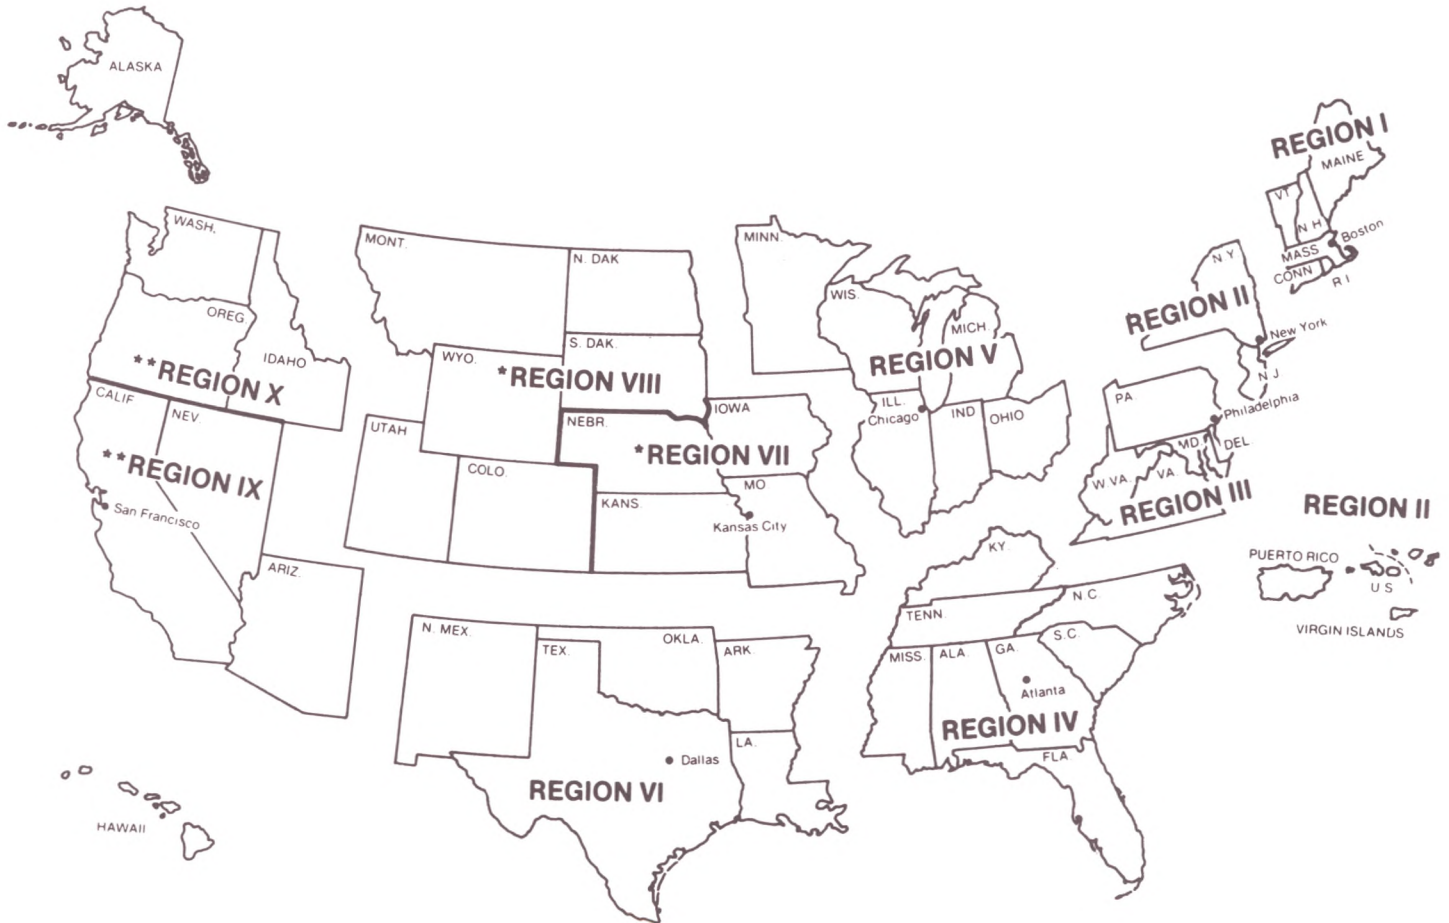 ALASKA
REGION I
MAINE
VT
N H
Boston
MASS
CONN
R I
WASH.
MONT.
N. DAK
MINN.
N Y
OREG.
WIS.
REGION II
IDAHO
WYO.
S. DAK.
MICH
New York
**REGION X
*REGION VIII
REGION V
N J
CALIF
NEV.
UTAH
NEBR.
IOWA
ILL.
Chicago
IND
OHIO
PA.
Philadelphia
**REGION IX
COLO.
*REGION VII
MD.
DEL
W VA.
VA.
REGION III
San Francisco
KANS.
MO
Kansas City
REGION II
ARIZ.
KY.
PUERTO RICO
U S
VIRGIN ISLANDS
N. MEX.
OKLA.
TEX.
ARK.
TENN.
N.C.
S.C.
MISS.
ALA.
GA.
Atlanta
REGION IV
LA.
Dallas
FLA.
REGION VI
HAWAII